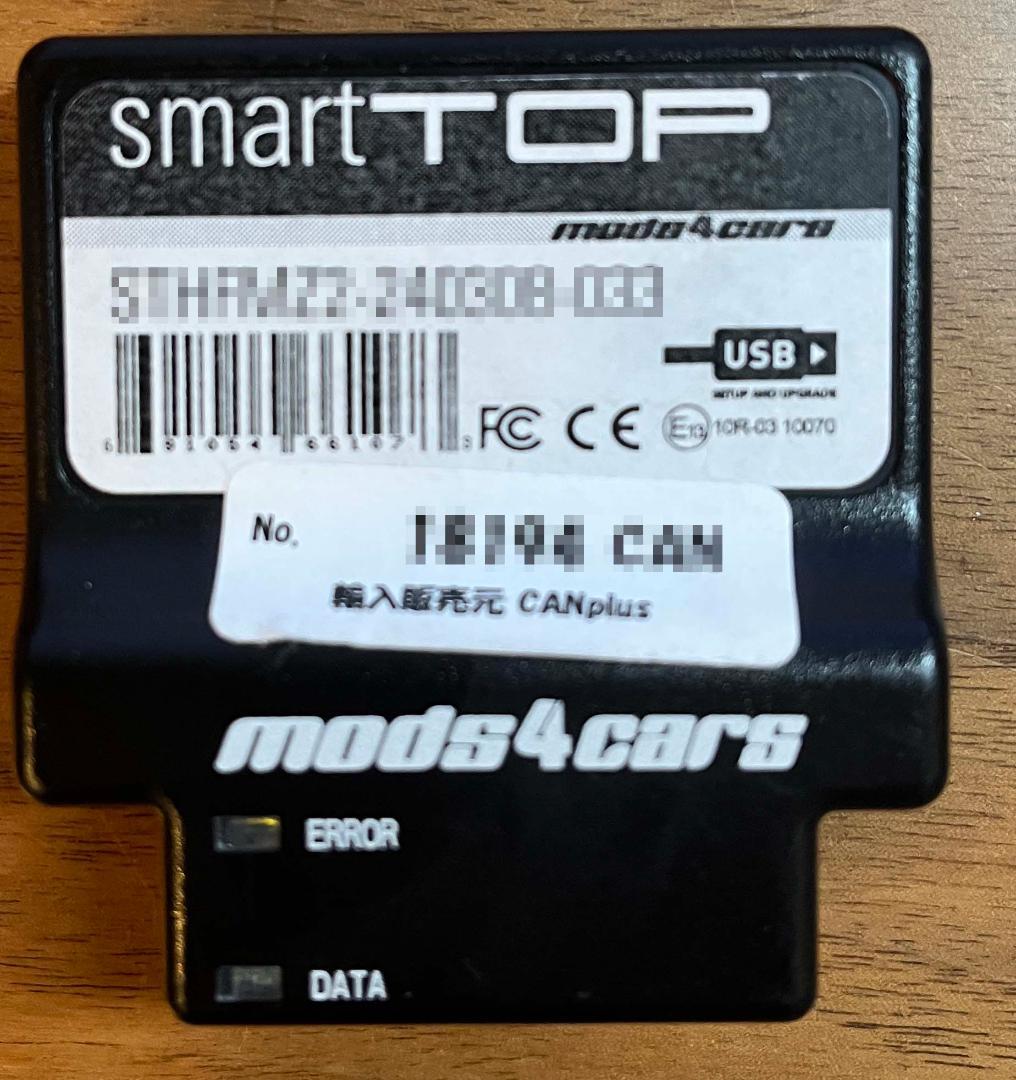 smartTOP
mods4cars
USB
SETUP AND UPGRADE
FC CE E13 10R-03 10070
No. CAN
輸入販売元 CANplus
mods4cars
ERROR
DATA